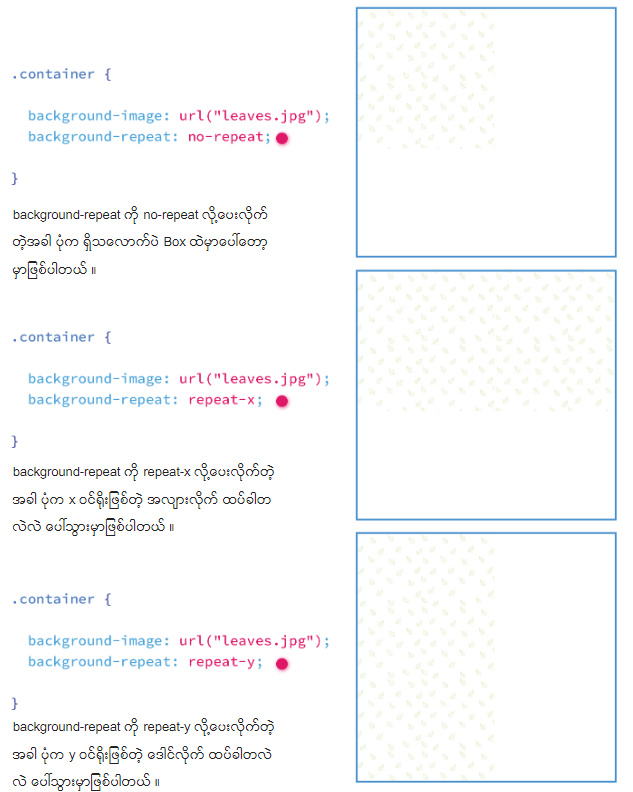 .container {
background-image: url("leaves.jpg");
background-repeat: no-repeat;
}
background-repeat ကို no-repeat လို့ပေးလိုက်
တဲ့အခါ ပုံက ရှိသလောက်ပဲ Box ထဲမှာပေါ်တော့
မှာဖြစ်ပါတယ် ။
.container {
background-image: url("leaves.jpg");
background-repeat: repeat-x;
}
background-repeat ကို repeat-x လို့ပေးလိုက်တဲ့
အခါ ပုံက x ဝင်ရိုးဖြစ်တဲ့ အလျားလိုက် ထပ်ခါတ
လဲလဲ ပေါ်သွားမှာဖြစ်ပါတယ် ။
.container {
background-image: url("leaves.jpg");
background-repeat: repeat-y;
}
background-repeat ကို repeat-y လို့ပေးလိုက်တဲ့
အခါ ပုံက y ဝင်ရိုးဖြစ်တဲ့ ဒေါင်လိုက် ထပ်ခါတလဲ
လဲ ပေါ်သွားမှာဖြစ်ပါတယ် ။